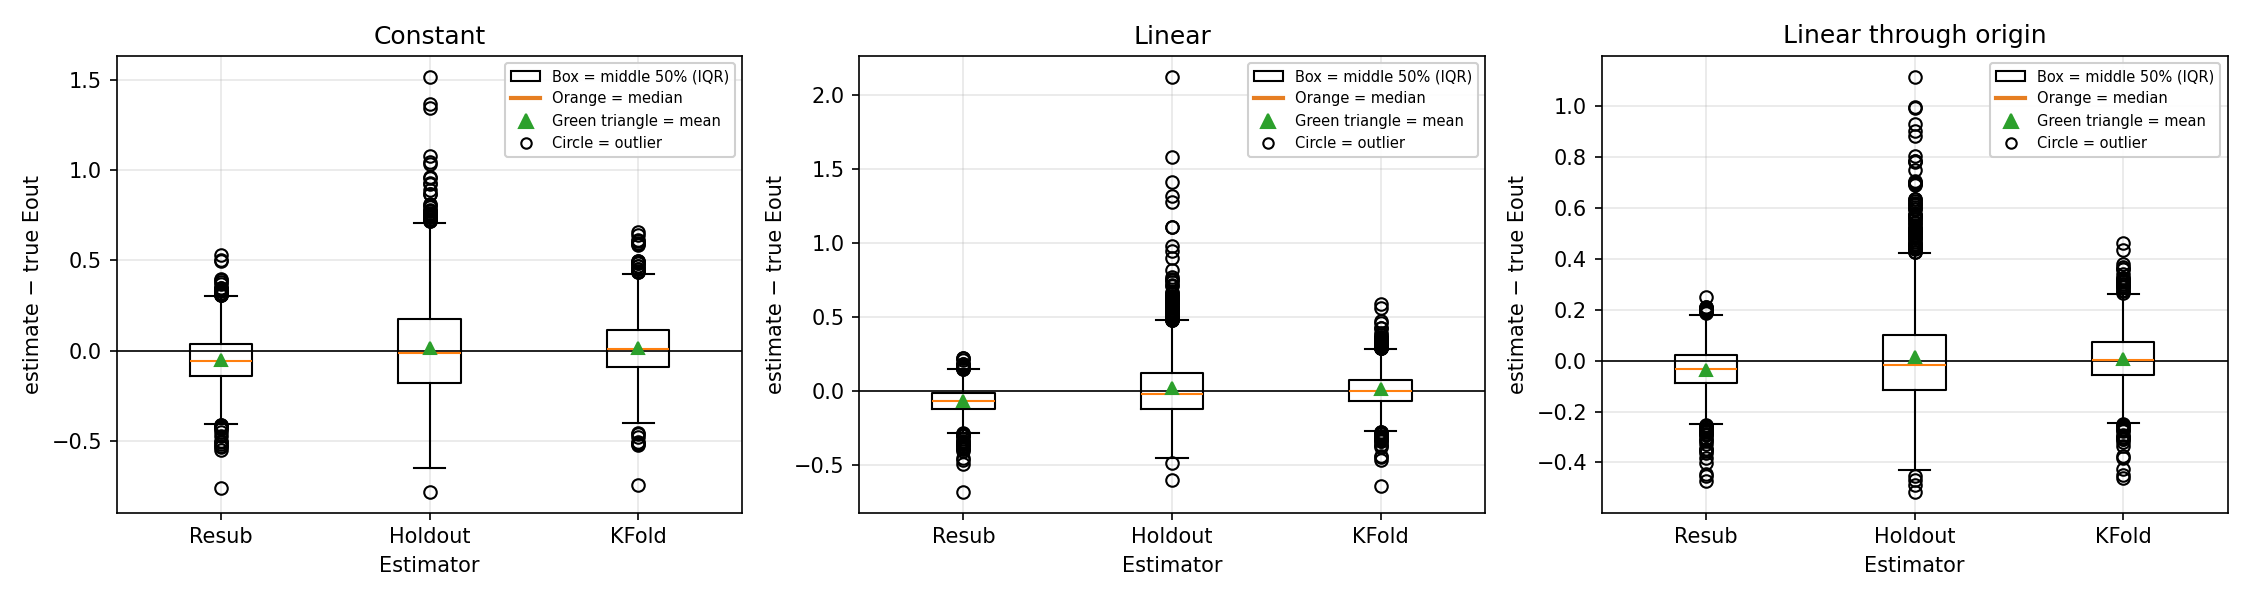 Constant
estimate − true Eout
1.5
1.0
0.5
0.0
−0.5
Box = middle 50% (IQR)
Orange = median
Green triangle = mean
Circle = outlier
Resub Holdout KFold
Estimator
Linear
estimate − true Eout
2.0
1.5
1.0
0.5
0.0
−0.5
Box = middle 50% (IQR)
Orange = median
Green triangle = mean
Circle = outlier
Resub Holdout KFold
Estimator
Linear through origin
estimate − true Eout
1.0
0.8
0.6
0.4
0.2
0.0
−0.2
−0.4
Box = middle 50% (IQR)
Orange = median
Green triangle = mean
Circle = outlier
Resub Holdout KFold
Estimator